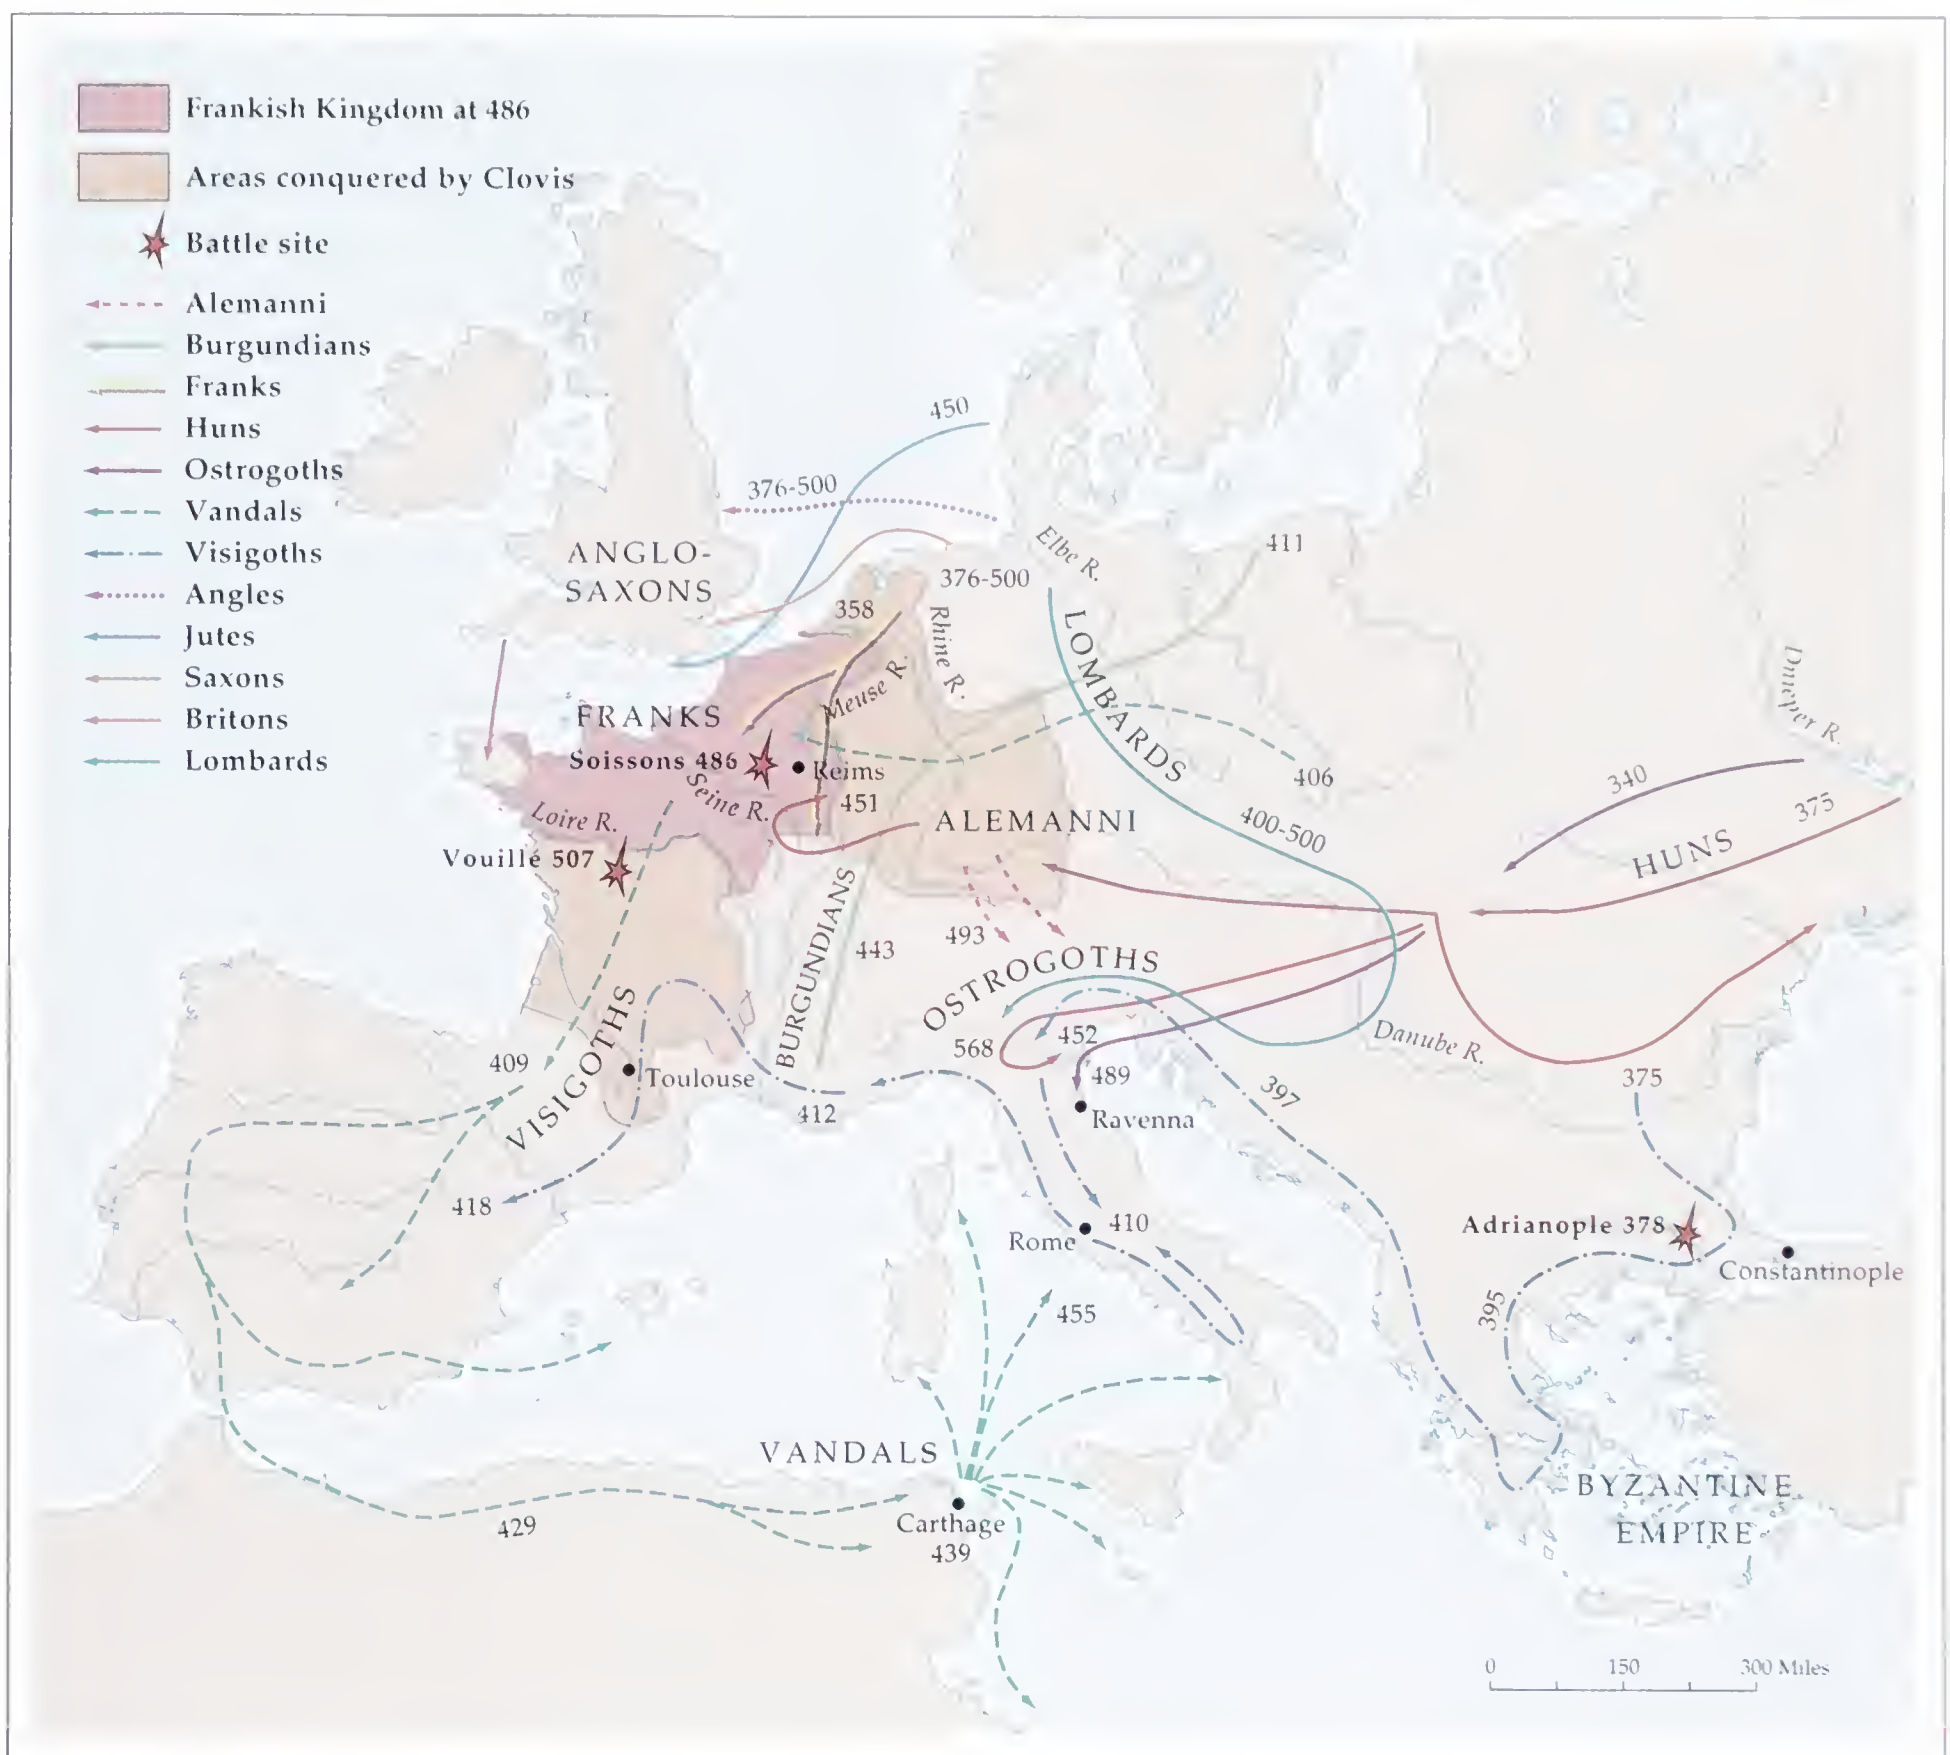 Frankish Kingdom at 486
Areas conquered by Clovis
Battle site
Alemanni
Burgundians
Franks
Huns
Ostrogoths
Vandals
Visigoths
Angles
Jutes
Saxons
Britons
Lombards
450
376-500
ANGLO-
SAXONS
376-500
Elbe R.
411
358
Rhine R.
LOMBARDS
Meuse R.
Dnieper R.
FRANKS
Soissons 486
Reims
Seine R.
451
406
340
375
Loire R.
ALEMANNI
400-500
HUNS
Vouillé 507
BURGUNDIANS
443
493
OSTROGOTHS
VISIGOTHS
568
452
Danube R.
409
Toulouse
489
375
412
Ravenna
397
418
410
Rome
Adrianople 378
Constantinople
395
455
VANDALS
BYZANTINE
EMPIRE
Carthage
439
429
0 150 300 Miles